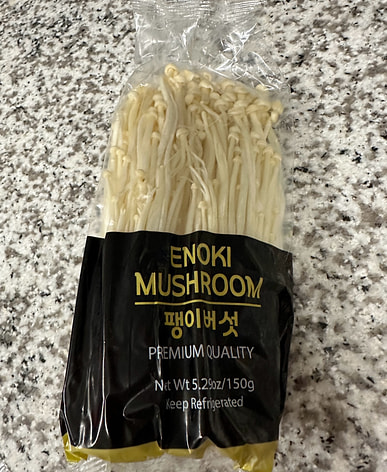 ENOKI
MUSHROOM
팽이버섯
PREMIUM QUALITY
Net Wt 5.29oz/150g
Keep Refrigerated